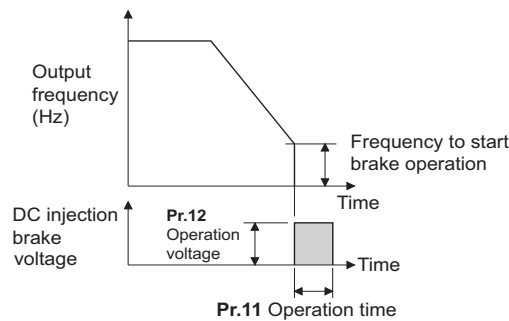 Output
frequency
(Hz)
Frequency to start
brake operation
Time
DC injection
brake
voltage
Pr.12
Operation
voltage
Time
Pr.11 Operation time